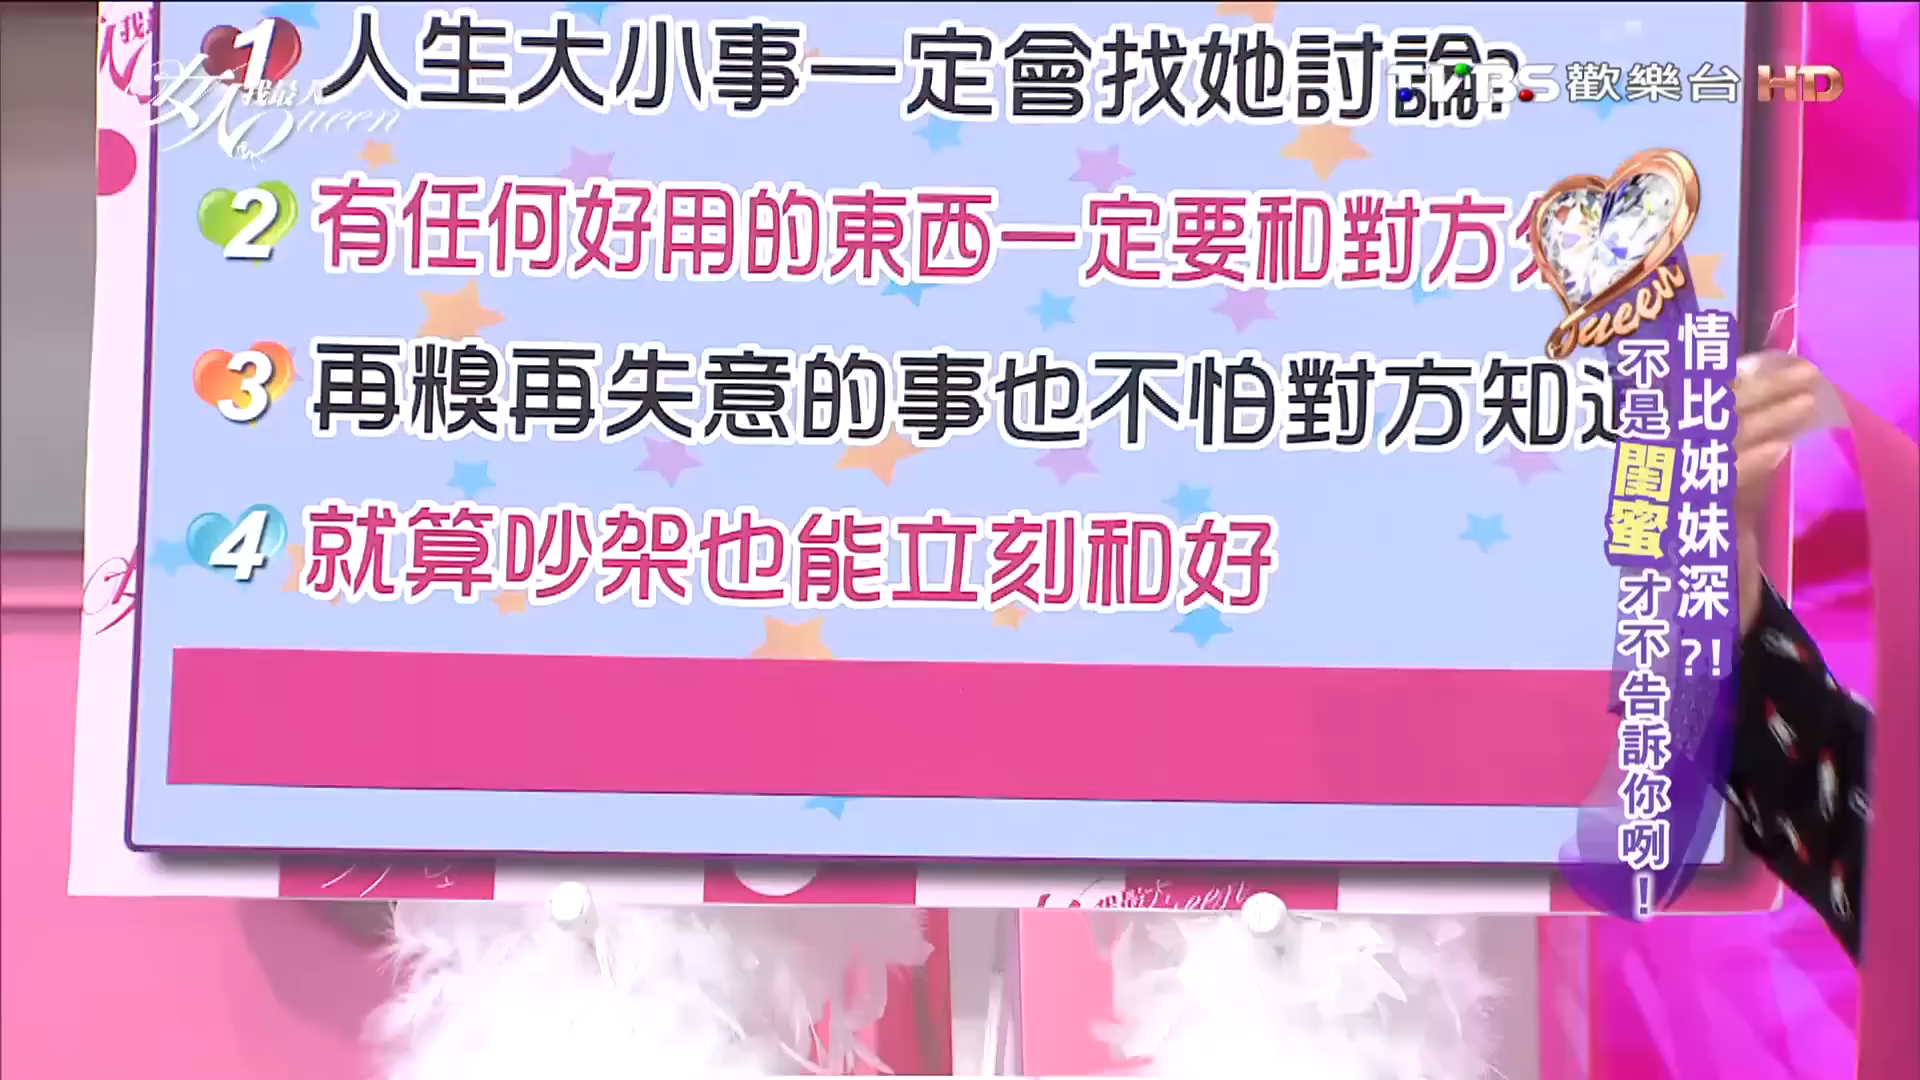 1 人生大小事一定會找她討論?
TVBS歡樂台 HD
女人我最大
Queen
2 有任何好用的東西一定要和對方
3 再糗再失意的事也不怕對方知
4 就算吵架也能立刻和好
Queen
情比姊妹深?!
不是閨蜜才不告訴你咧!